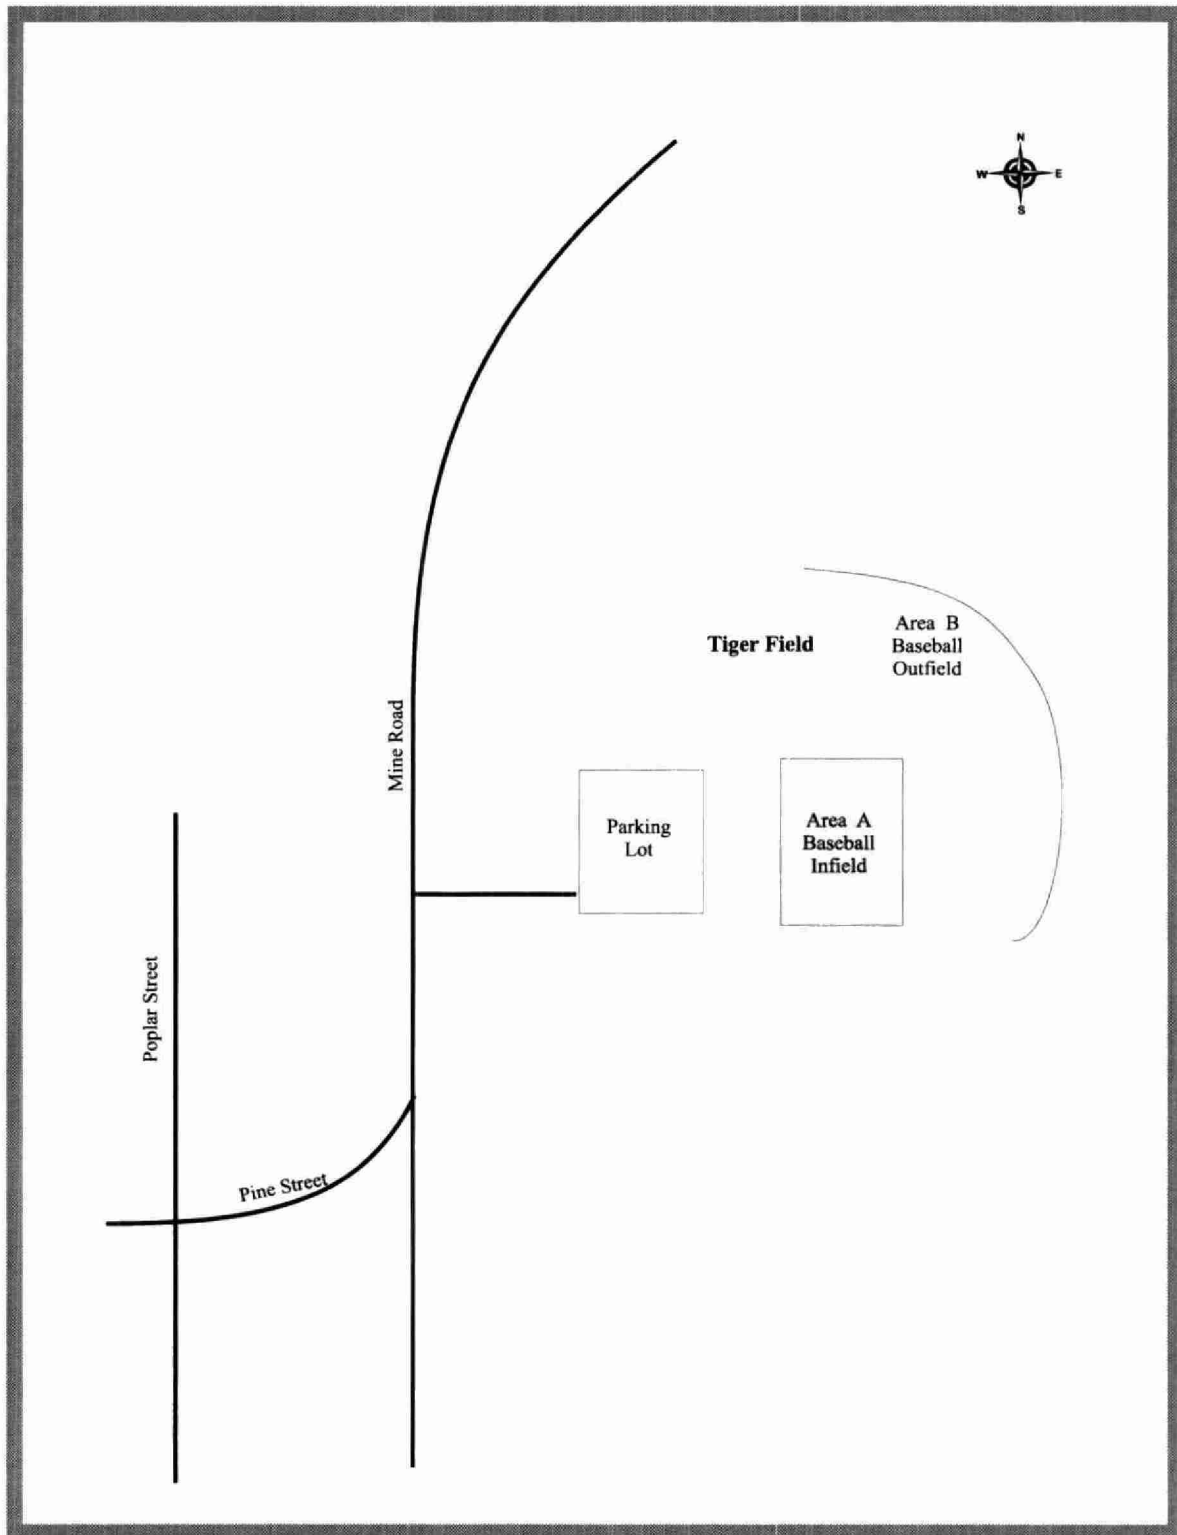 N
W E
S
Area B
Baseball
Outfield
Tiger Field
Mine Road
Parking
Lot
Area A
Baseball
Infield
Poplar Street
Pine Street